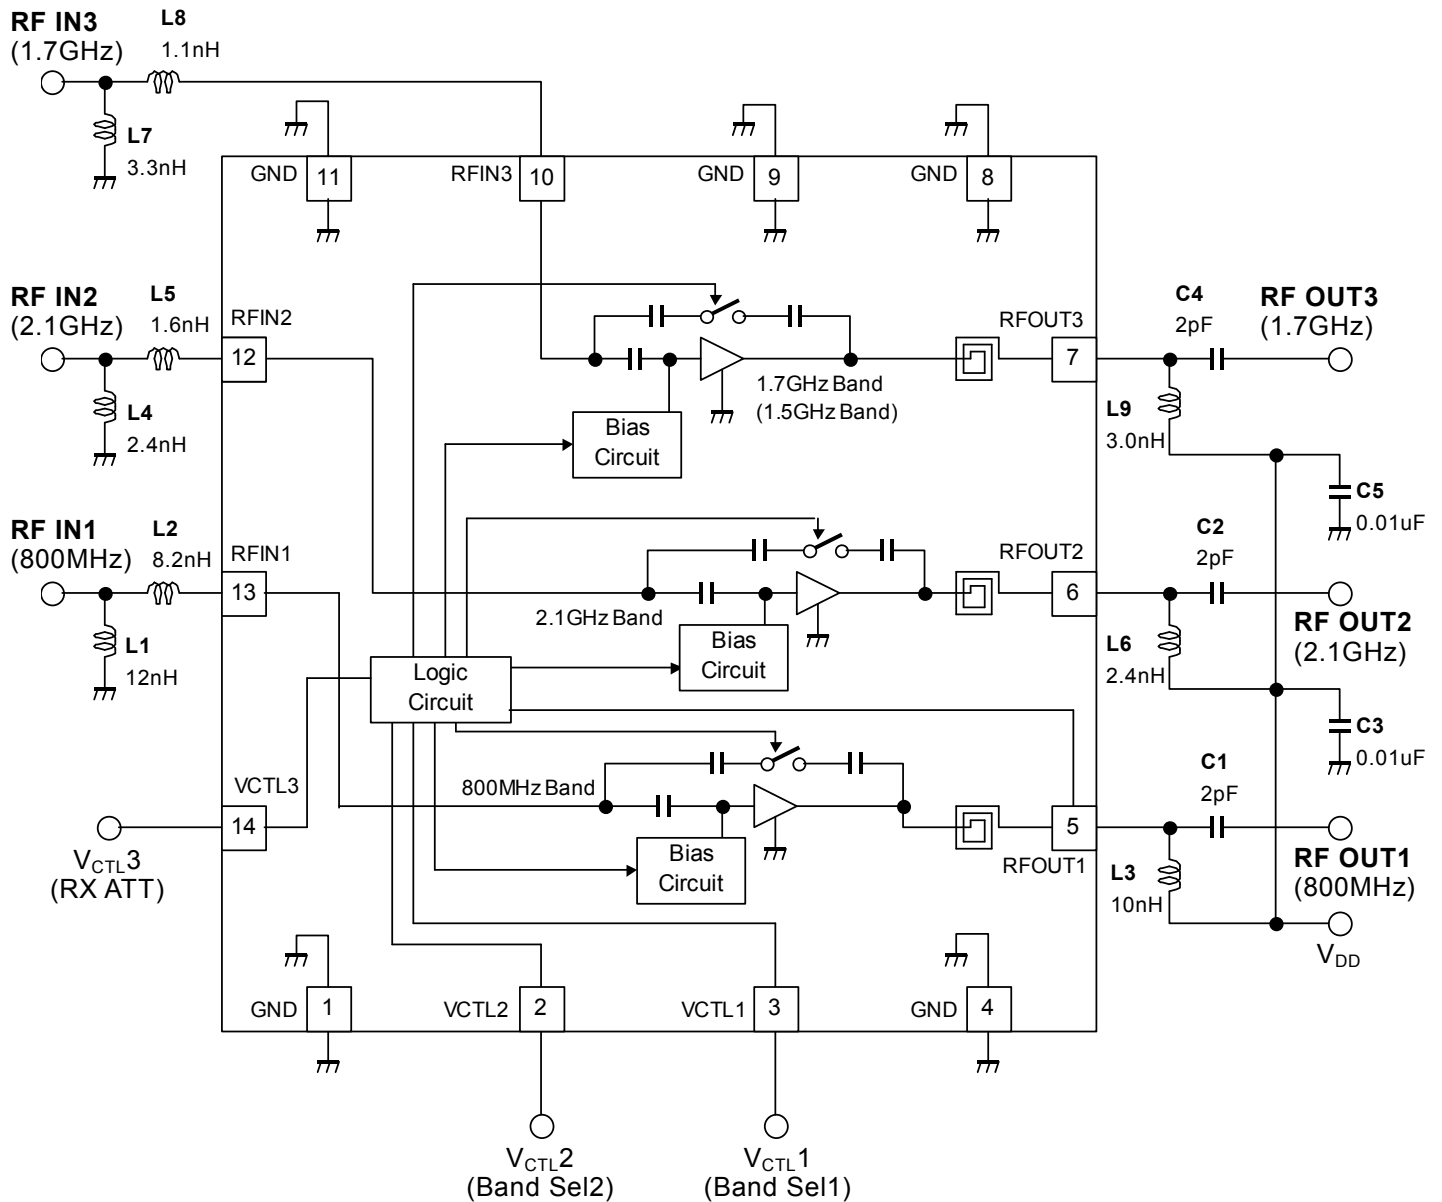 RF IN3
(1.7GHz)
L8
1.1nH
L7
3.3nH
GND
11
RFIN3
10
GND
9
GND
8
RF IN2
(2.1GHz)
L5
1.6nH
RFIN2
12
L4
2.4nH
RFOUT3
7
C4
2pF
RF OUT3
(1.7GHz)
1.7GHz Band
(1.5GHz Band)
Bias
Circuit
L9
3.0nH
C5
0.01uF
RF IN1
(800MHz)
L2
8.2nH
RFIN1
13
L1
12nH
RFOUT2
6
C2
2pF
RF OUT2
(2.1GHz)
2.1GHz Band
Bias
Circuit
L6
2.4nH
Logic
Circuit
C3
0.01uF
VCTL3
14
VCTL3
(RX ATT)
800MHz Band
Bias
Circuit
5
RFOUT1
C1
2pF
RF OUT1
(800MHz)
L3
10nH
VDD
GND
1
VCTL2
2
VCTL1
3
GND
4
VCTL2
(Band Sel2)
VCTL1
(Band Sel1)